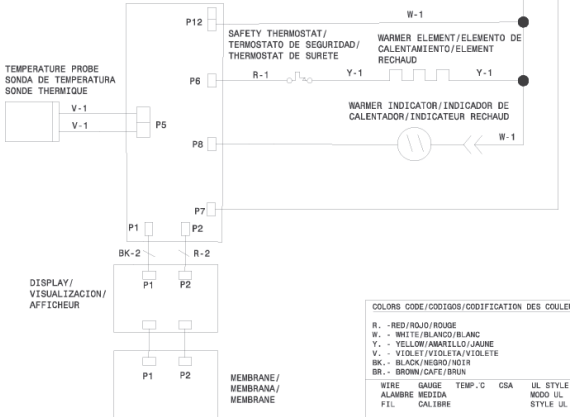 W-1
P12
SAFETY THERMOSTAT/
TERMOSTATO DE SEGURIDAD/
THERMOSTAT DE SURETE
WARMER ELEMENT/ELEMENTO DE
CALENTAMIENTO/ELEMENT
RECHAUD
TEMPERATURE PROBE
SONDA DE TEMPERATURA
SONDE THERMIQUE
P6
R-1
Y-1
Y-1
V-1
V-1
P5
WARMER INDICATOR/INDICADOR DE
CALENTADOR/INDICATEUR RECHAUD
P8
W-1
P7
P1
P2
BK-2
R-2
DISPLAY/
VISUALIZACION/
AFFICHEUR
P1
P2
P1
P2
MEMBRANE/
MEMBRANA/
MEMBRANE
COLORS CODE/CODIGOS/CODIFICATION DES COULEU
R. -RED/ROJO/ROUGE
W. - WHITE/BLANCO/BLANC
Y. - YELLOW/AMARILLO/JAUNE
V. - VIOLET/VIOLETA/VIOLETE
BK.- BLACK/NEGRO/NOIR
BR.- BROWN/CAFE/BRUN
WIRE GAUGE TEMP.°C CSA UL STYLE
ALAMBRE MEDIDA MODO UL
FIL CALIBRE STYLE UL